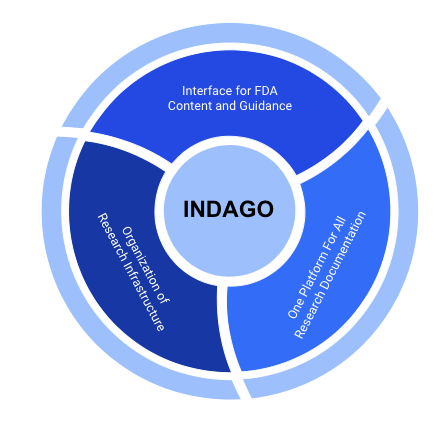 Interface for FDA
Content and Guidance
INDAGO
Organization of
Research Infrastructure
One Platform For All
Research Documentation